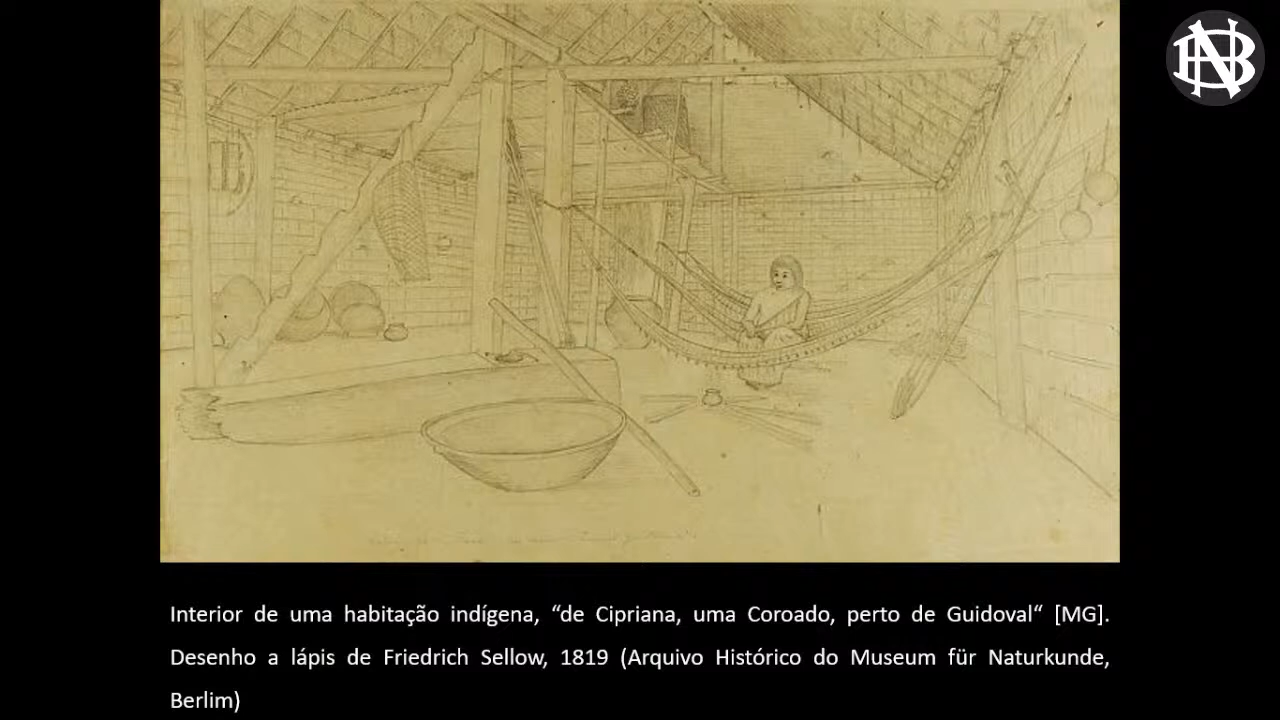 BN
Interior de uma habitação indígena, “de Cipriana, uma Coroado, perto de Guidoval“ [MG].
Desenho a lápis de Friedrich Sellow, 1819 (Arquivo Histórico do Museum für Naturkunde,
Berlim)